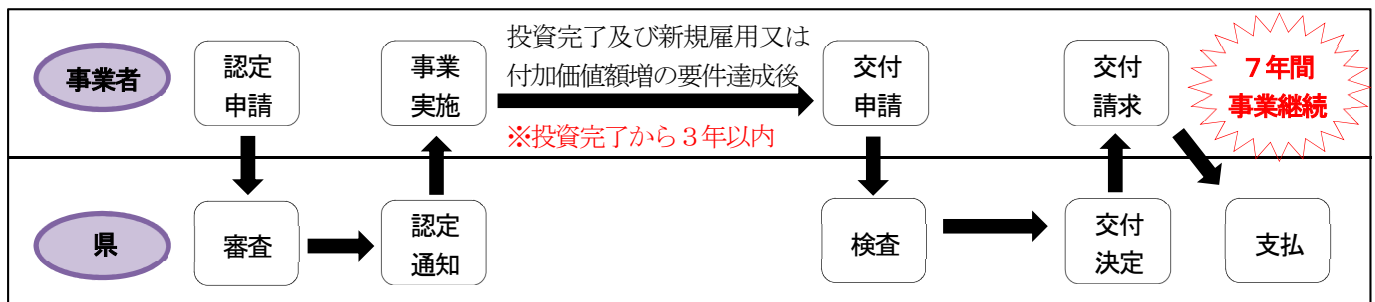 事業者
認定
申請
事業
実施
投資完了及び新規雇用又は
付加価値額増の要件達成後
※投資完了から３年以内
交付
申請
交付
請求
７年間
事業継続
県
審査
認定
通知
検査
交付
決定
支払